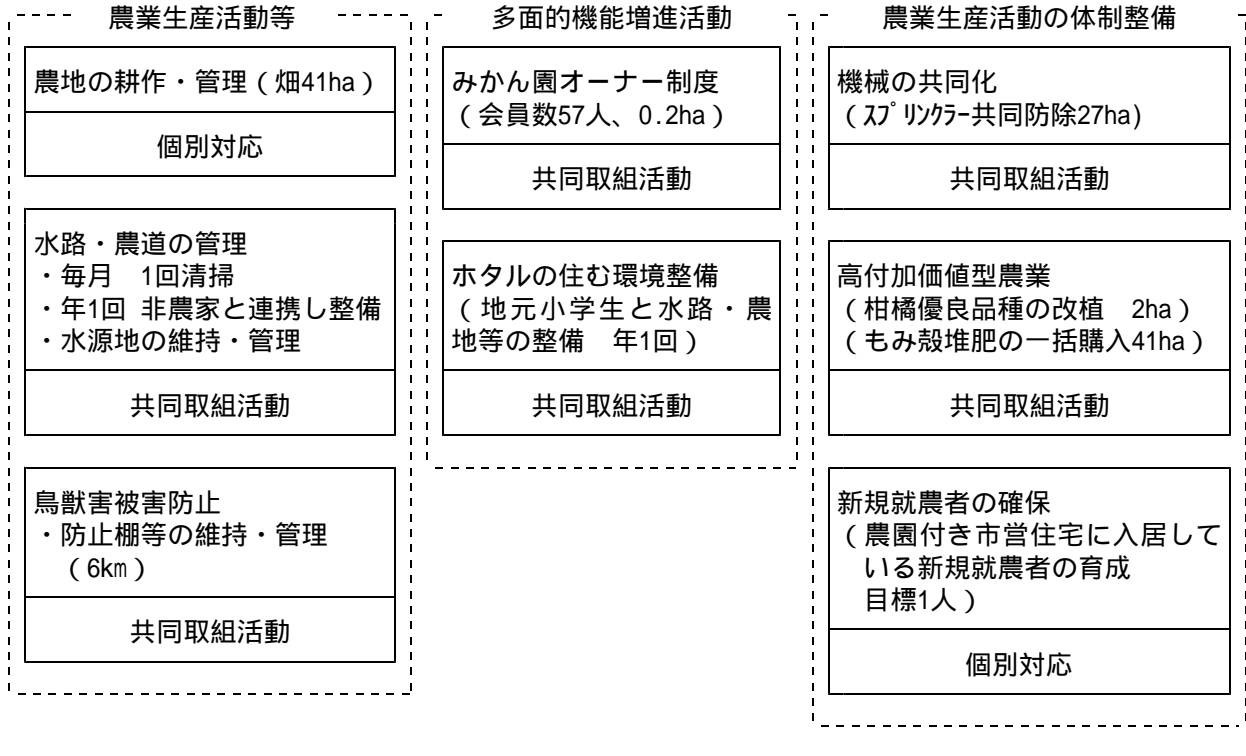 農業生産活動等
農地の耕作・管理（畑41ha）
個別対応
水路・農道の管理
・毎月　1回清掃
・年1回 非農家と連携し整備
・水源地の維持・管理
共同取組活動
鳥獣害被害防止
・防止棚等の維持・管理
（6km）
共同取組活動
多面的機能増進活動
みかん園オーナー制度
（会員数57人、0.2ha）
共同取組活動
ホタルの住む環境整備
（地元小学生と水路・農
地等の整備　年1回）
共同取組活動
農業生産活動の体制整備
機械の共同化
（ｽﾌﾟﾘﾝｸﾗｰ共同防除27ha)
共同取組活動
高付加価値型農業
（柑橘優良品種の改植　2ha）
（もみ殻堆肥の一括購入41ha）
共同取組活動
新規就農者の確保
（農園付き市営住宅に入居して
いる新規就農者の育成
目標1人）
個別対応